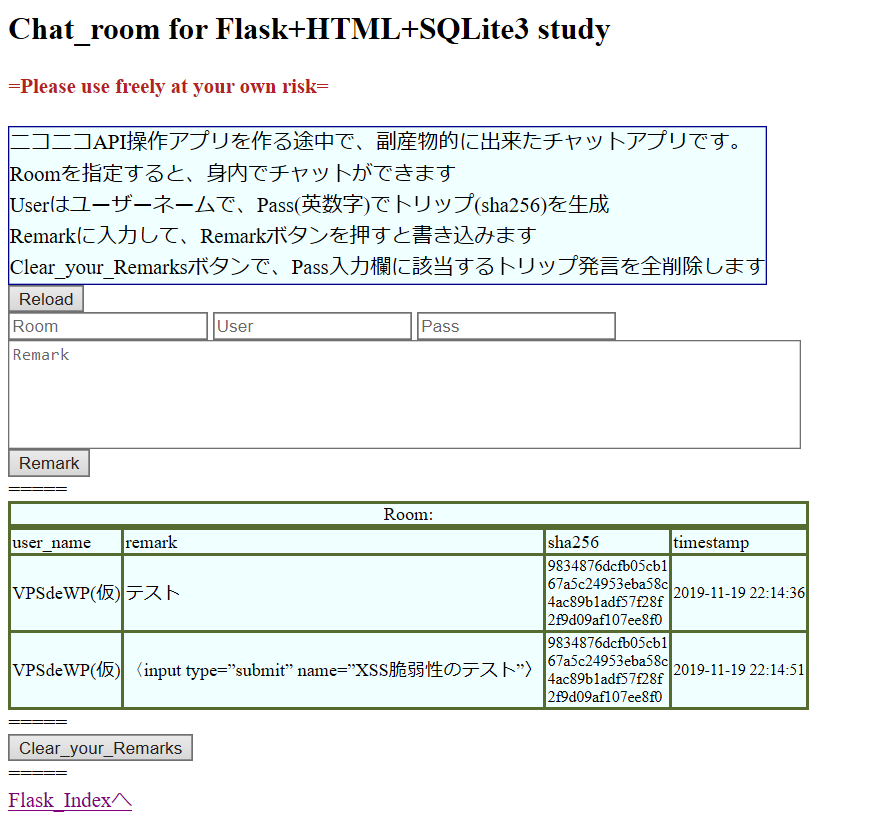 Chat_room for Flask+HTML+SQLite3 study
=Please use freely at your own risk=
ニコニコAPI操作アプリを作る途中で、副産物的に出来たチャットアプリです。
Roomを指定すると、身内でチャットができます
Userはユーザーネームで、Pass(英数字)でトリップ(sha256)を生成
Remarkに入力して、Remarkボタンを押すと書き込みます
Clear_your_Remarksボタンで、Pass入力欄に該当するトリップ発言を全削除します
Reload
Room User Pass
Remark
Remark
=====
Room:
user_name remark sha256 timestamp
VPSdeWP(仮) テスト 9834876dcfb05cb1 2019-11-19 22:14:36
67a5c24953eba58c
4ac89b1adf57f28f
2f9d09af107ee8f0
VPSdeWP(仮) 〈input type=”submit” name=”XSS脆弱性のテスト”〉 9834876dcfb05cb1 2019-11-19 22:14:51
67a5c24953eba58c
4ac89b1adf57f28f
2f9d09af107ee8f0
=====
Clear_your_Remarks
=====
Flask_Indexへ